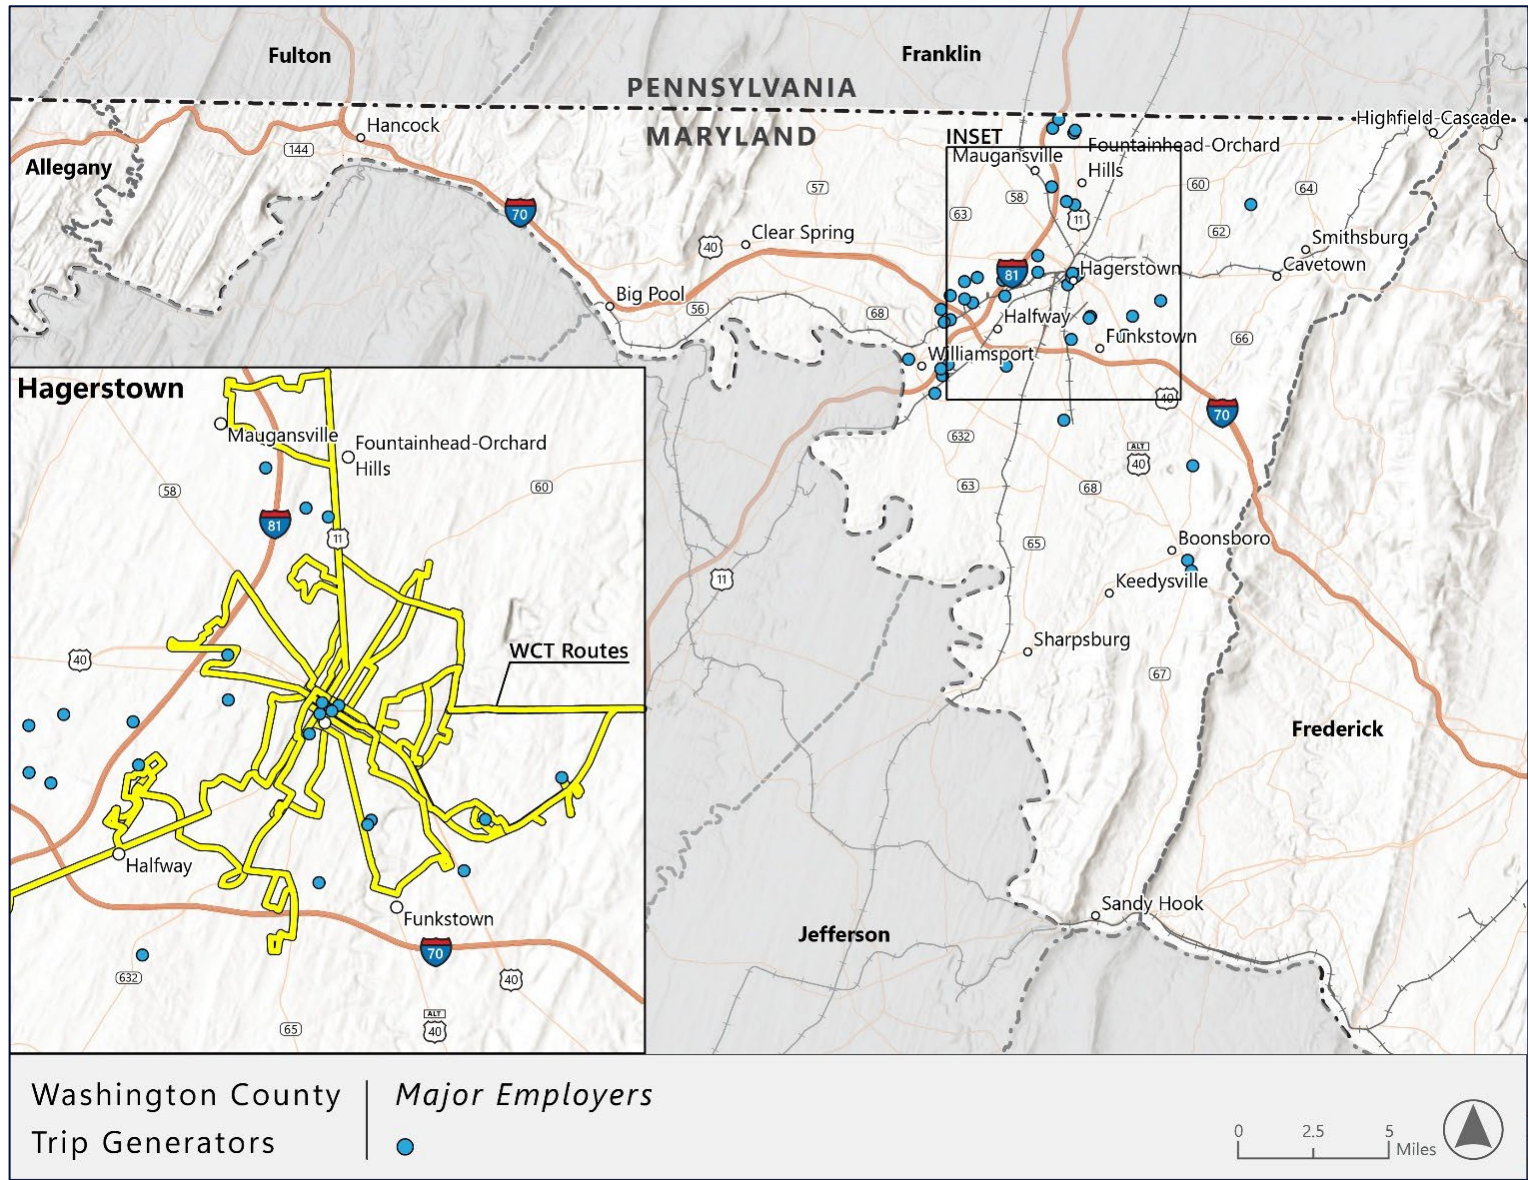 Fulton
Franklin
PENNSYLVANIA
MARYLAND
Hancock
144
Allegany
70
57
40
Clear Spring
Big Pool
56
68
INSET
Maugansville
Fountainhead-Orchard
Hills
Highfield-Cascade
58
63
11
60
64
62
Smithsburg
Cavetown
81
Hagerstown
Halfway
Funkstown
66
Williamsport
40
70
632
ALT
40
63
68
65
Boonsboro
Keedysville
11
Sharpsburg
67
Frederick
Sandy Hook
Jefferson
Hagerstown
Maugansville
Fountainhead-Orchard
Hills
58
60
81
11
40
WCT Routes
Halfway
Funkstown
70
632
40
65
ALT
40
Washington County
Trip Generators
Major Employers
0 2.5 5
Miles